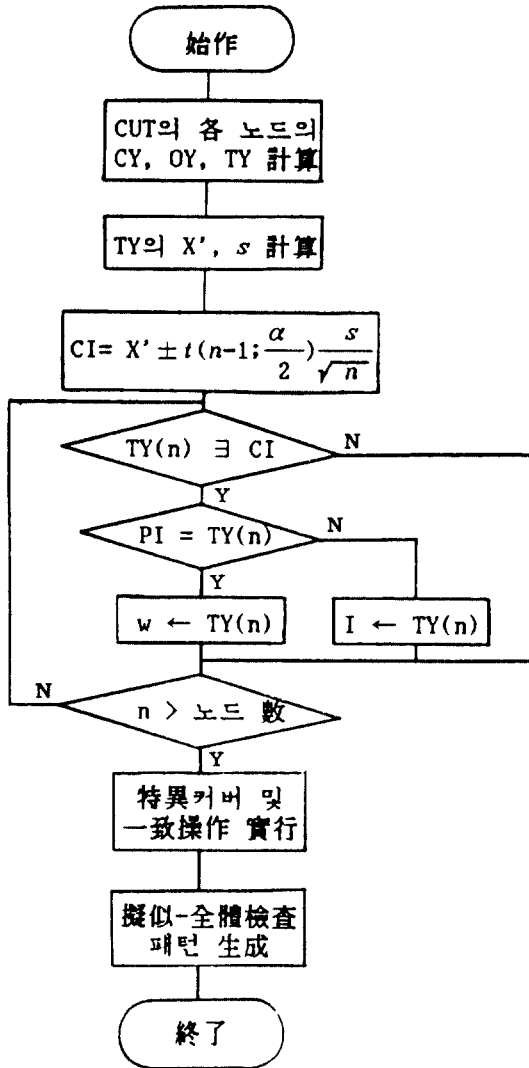 始作
CUT의 各 노드의
CY, OY, TY 計算
TY의 X', s 計算
CI= X' ± t(n-1; α/2) s/√n
TY(n) ∋ CI
N
Y
PI = TY(n)
N
Y
w ← TY(n)
I ← TY(n)
N
n > 노드 數
Y
特異커버 및
一致操作 實行
擬似-全體檢査
패턴 生成
終了